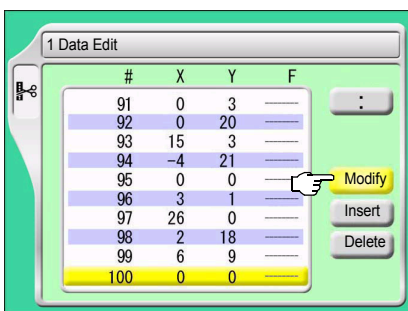 1 Data Edit
# X Y F
91 0 3 -------
92 0 20 -------
93 15 3 -------
94 -4 21 -------
95 0 0 -------
96 3 1 -------
97 26 0 -------
98 2 18 -------
99 6 9 -------
100 0 0 -------
:
Modify
Insert
Delete